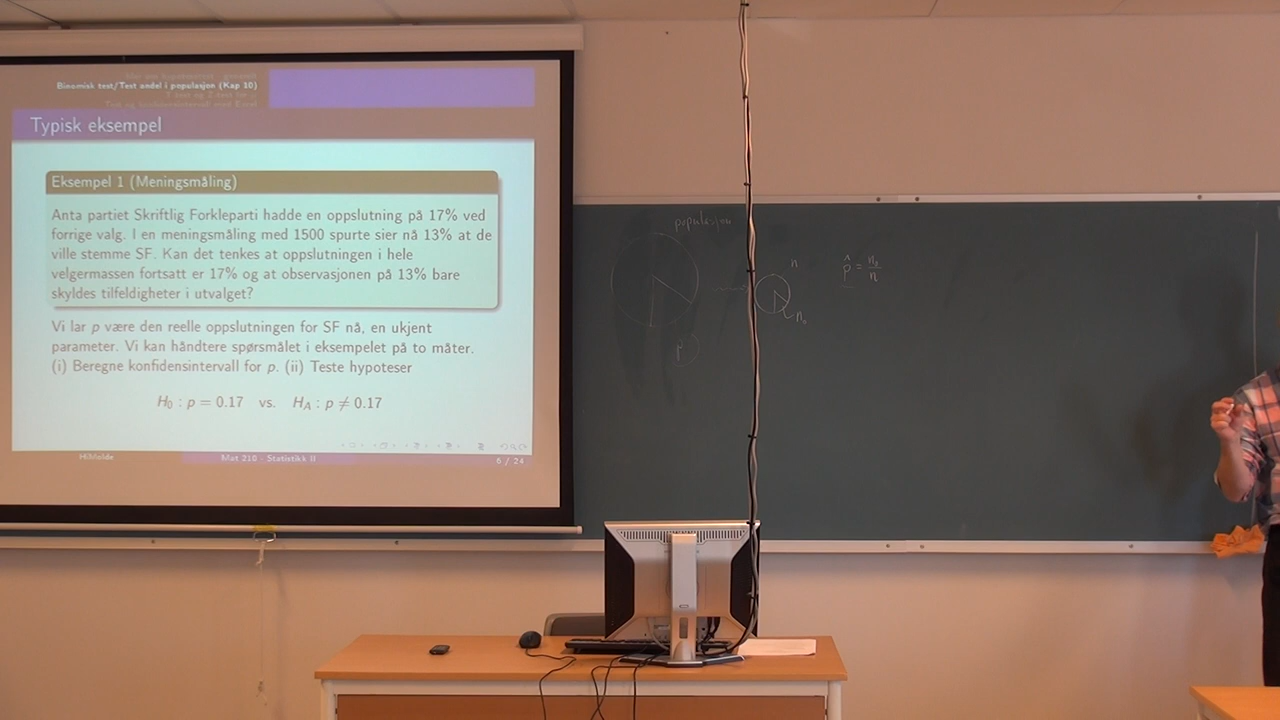 Binomisk test/Test andel i populasjon (Kap 10)
Typisk eksempel
Eksempel 1 (Meningsmåling)
Anta partiet Skriftlig Forkleparti hadde en oppslutning på 17% ved
forrige valg. I en meningsmåling med 1500 spurte sier nå 13% at de
ville stemme SF. Kan det tenkes at oppslutningen i hele
velgermassen fortsatt er 17% og at observasjonen på 13% bare
skyldes tilfeldigheter i utvalget?
Vi lar p være den reelle oppslutningen for SF nå, en ukjent
parameter. Vi kan håndtere spørsmålet i eksempelet på to måter.
(i) Beregne konfidensintervall for p. (ii) Teste hypoteser
H₀ : p = 0.17 vs. H_A : p ≠ 0.17
HiMolde
Mat 210 - Statistikk II
6 / 24
populasjon
n
p̂ = n₀/n
n₀
p